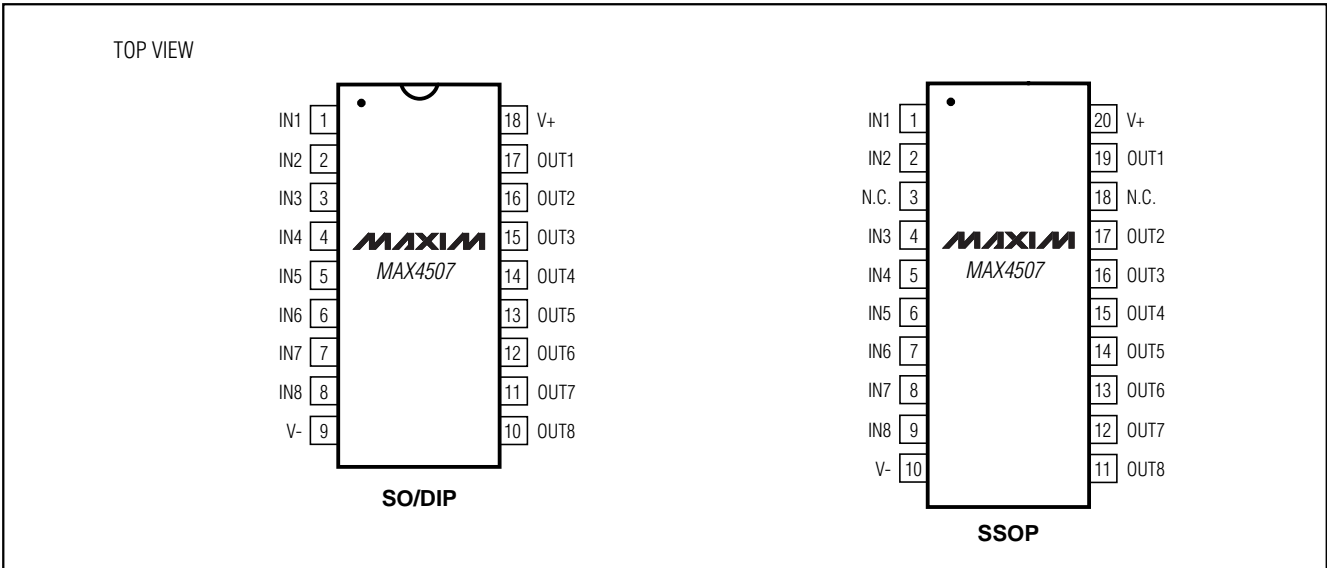 TOP VIEW
IN1 1 18 V+
IN2 2 17 OUT1
IN3 3 16 OUT2
IN4 4 15 OUT3
IN5 5 14 OUT4
IN6 6 13 OUT5
IN7 7 12 OUT6
IN8 8 11 OUT7
V- 9 10 OUT8
MAXIM
MAX4507
SO/DIP
IN1 1 20 V+
IN2 2 19 OUT1
N.C. 3 18 N.C.
IN3 4 17 OUT2
IN4 5 16 OUT3
IN5 6 15 OUT4
IN6 7 14 OUT5
IN7 8 13 OUT6
IN8 9 12 OUT7
V- 10 11 OUT8
MAXIM
MAX4507
SSOP